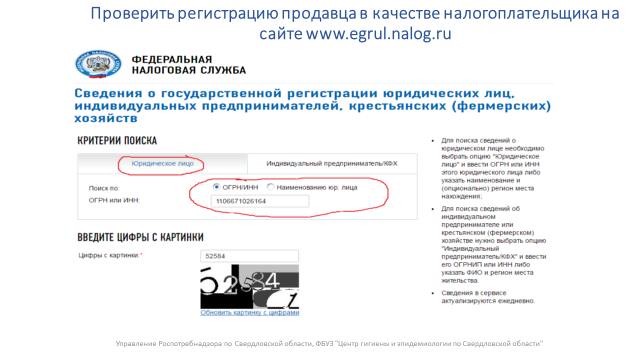 Проверить регистрацию продавца в качестве налогоплательщика на
сайте www.egrul.nalog.ru
ФЕДЕРАЛЬНАЯ
НАЛОГОВАЯ СЛУЖБА
Сведения о государственной регистрации юридических лиц,
индивидуальных предпринимателей, крестьянских (фермерских)
хозяйств
КРИТЕРИИ ПОИСКА
Юридическое лицо
Индивидуальный предприниматель/КФХ
Поиск по:
ОГРН/ИНН
Наименованию юр. лица
ОГРН или ИНН:
1106671026164
ВВЕДИТЕ ЦИФРЫ С КАРТИНКИ
Цифры с картинки:*
52584
52584
Обновить картинку с цифрами
• Для поиска сведений о
юридическом лице необходимо
выбрать опцию "Юридическое
лицо" и ввести ОГРН или ИНН
этого юридического лица либо
указать наименование и
(опционально) регион места
нахождения;
• Для поиска сведений об
индивидуальном
предпринимателе или
крестьянском (фермерском)
хозяйстве нужно выбрать опцию
"Индивидуальный
предприниматель/КФХ" и ввести
его ОГРНИП или ИНН либо
указать ФИО и регион места
жительства.
• Сведения в сервисе
актуализируются ежедневно.
Управление Роспотребнадзора по Свердловской области, ФБУЗ "Центр гигиены и эпидемиологии по Свердловской области"